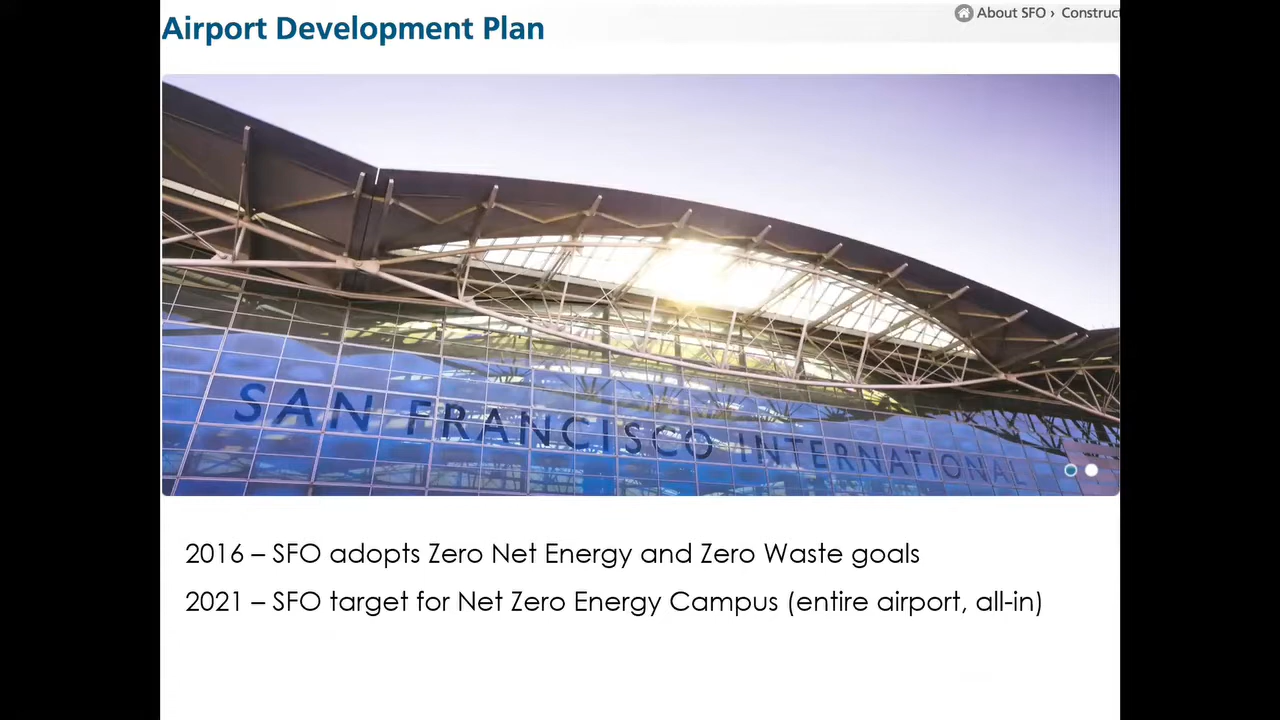 About SFO › Construct
Airport Development Plan
SAN FRANCISCO INTERNATIONAL
2016 – SFO adopts Zero Net Energy and Zero Waste goals
2021 – SFO target for Net Zero Energy Campus (entire airport, all-in)